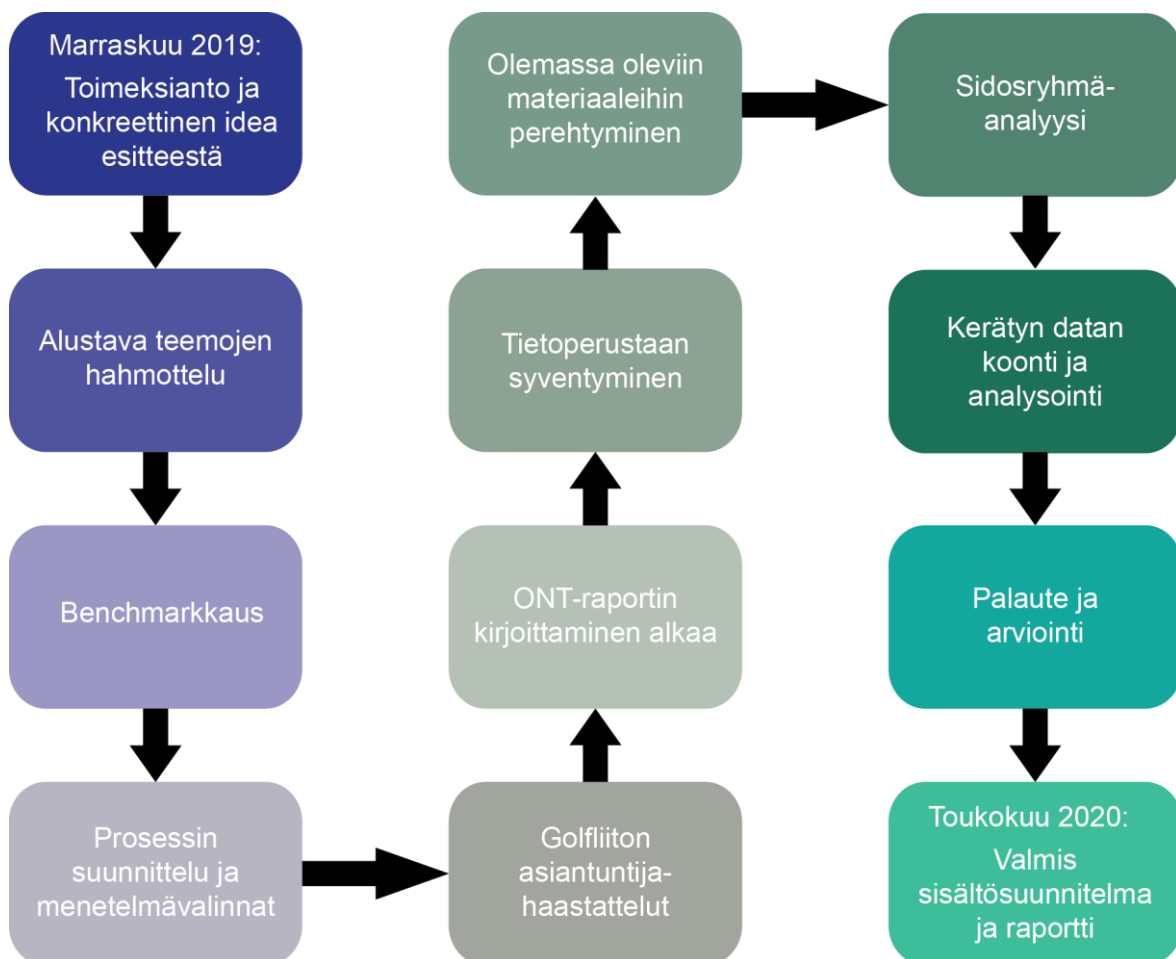 Marraskuu 2019:
Toimeksianto ja
konkreettinen idea
esitteestä
Alustava teemojen
hahmottelu
Benchmarkkaus
Prosessin
suunnittelu ja
menetelmävalinnat
Golfliiton
asiantuntija-
haastattelut
ONT-raportin
kirjoittaminen alkaa
Tietoperustaan
syventyminen
Olemassa oleviin
materiaaleihin
perehtyminen
Sidosryhmä-
analyysi
Kerätyn datan
koonti ja
analysointi
Palaute ja
arviointi
Toukokuu 2020:
Valmis
sisältösuunnitelma
ja raportti